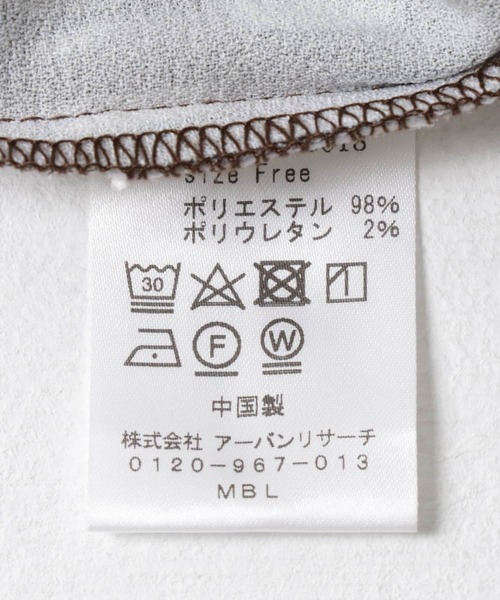 Size Free
ポリエステル 98%
ポリウレタン 2%
30
F W
中国製
株式会社 アーバンリサーチ
0120-967-013
MBL